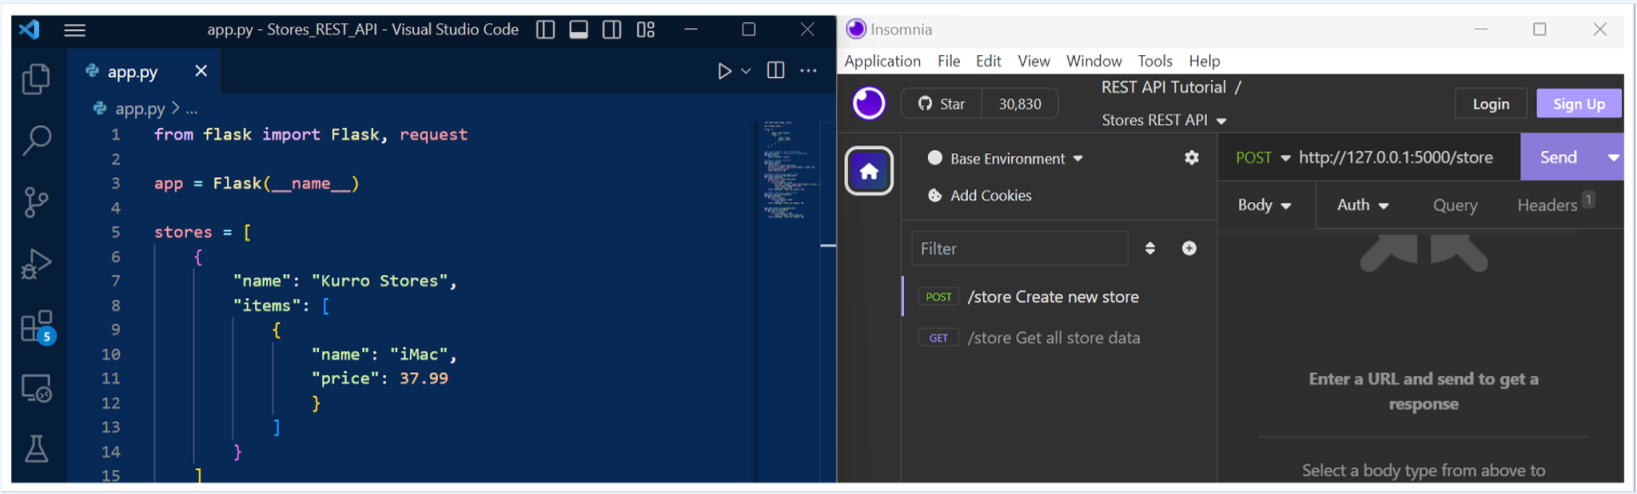 app.py - Stores_REST_API - Visual Studio Code
app.py
app.py > ...
1 from flask import Flask, request
2
3 app = Flask(__name__)
4
5 stores = [
6 {
7 "name": "Kurro Stores",
8 "items": [
9 {
10 "name": "iMac",
11 "price": 37.99
12 }
13 ]
14 }
15 ]
5
Insomnia
Application File Edit View Window Tools Help
Star 30,830
REST API Tutorial /
Stores REST API
Login Sign Up
Base Environment
Add Cookies
Filter
POST /store Create new store
GET /store Get all store data
POST http://127.0.0.1:5000/store Send
Body Auth Query Headers 1
Enter a URL and send to get a
response
Select a body type from above to